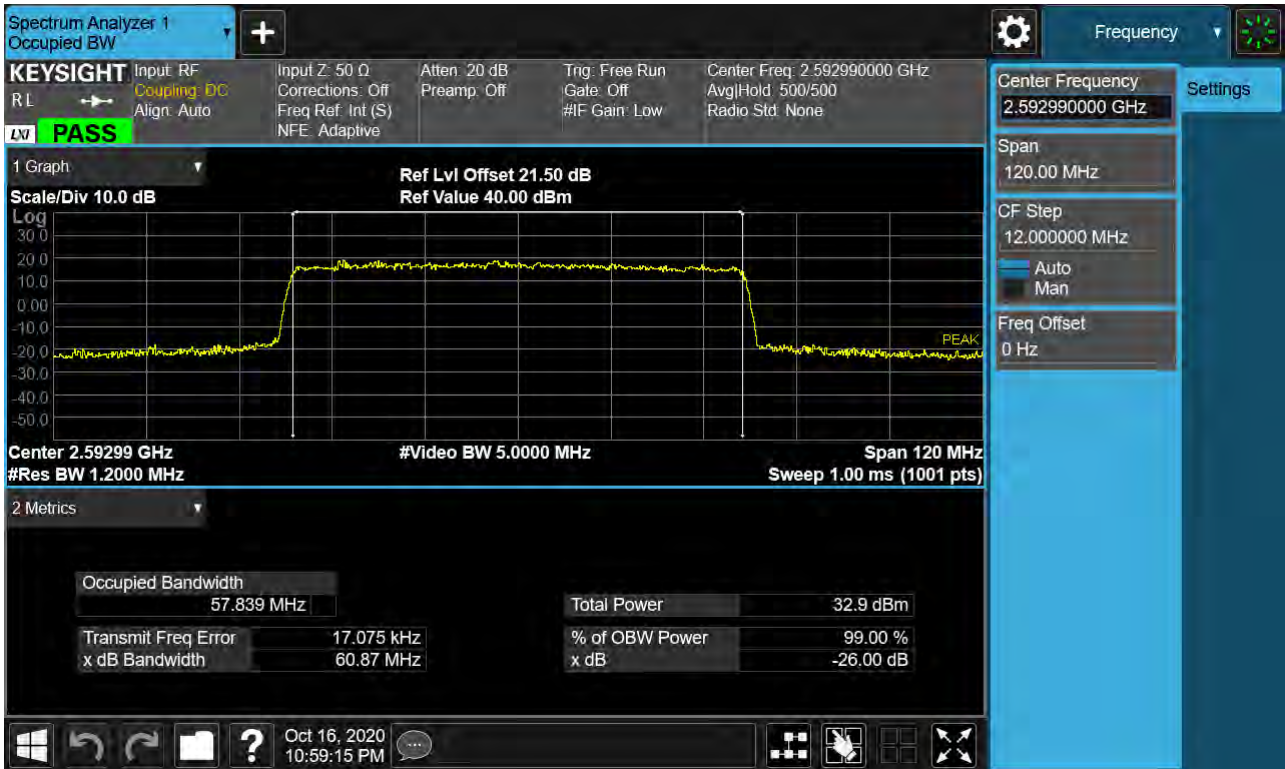 Spectrum Analyzer 1
Occupied BW
+
Frequency
KEYSIGHT
R L
LXI
PASS
Input: RF
Coupling: DC
Align: Auto
Input Z: 50 Ω
Corrections: Off
Freq Ref: Int (S)
NFE: Adaptive
Atten: 20 dB
Preamp: Off
Trig: Free Run
Gate: Off
#IF Gain: Low
Center Freq: 2.592990000 GHz
Avg|Hold: 500/500
Radio Std: None
Center Frequency
2.592990000 GHz
Settings
Span
120.00 MHz
CF Step
12.000000 MHz
Auto
Man
Freq Offset
0 Hz
1 Graph
Scale/Div 10.0 dB
Ref Lvl Offset 21.50 dB
Ref Value 40.00 dBm
Log
30.0
20.0
10.0
0.00
-10.0
-20.0
-30.0
-40.0
-50.0
PEAK
Center 2.59299 GHz
#Video BW 5.0000 MHz
Span 120 MHz
#Res BW 1.2000 MHz
Sweep 1.00 ms (1001 pts)
2 Metrics
Occupied Bandwidth
57.839 MHz
Total Power 32.9 dBm
Transmit Freq Error 17.075 kHz
% of OBW Power 99.00 %
x dB Bandwidth 60.87 MHz
x dB -26.00 dB
?
Oct 16, 2020
10:59:15 PM